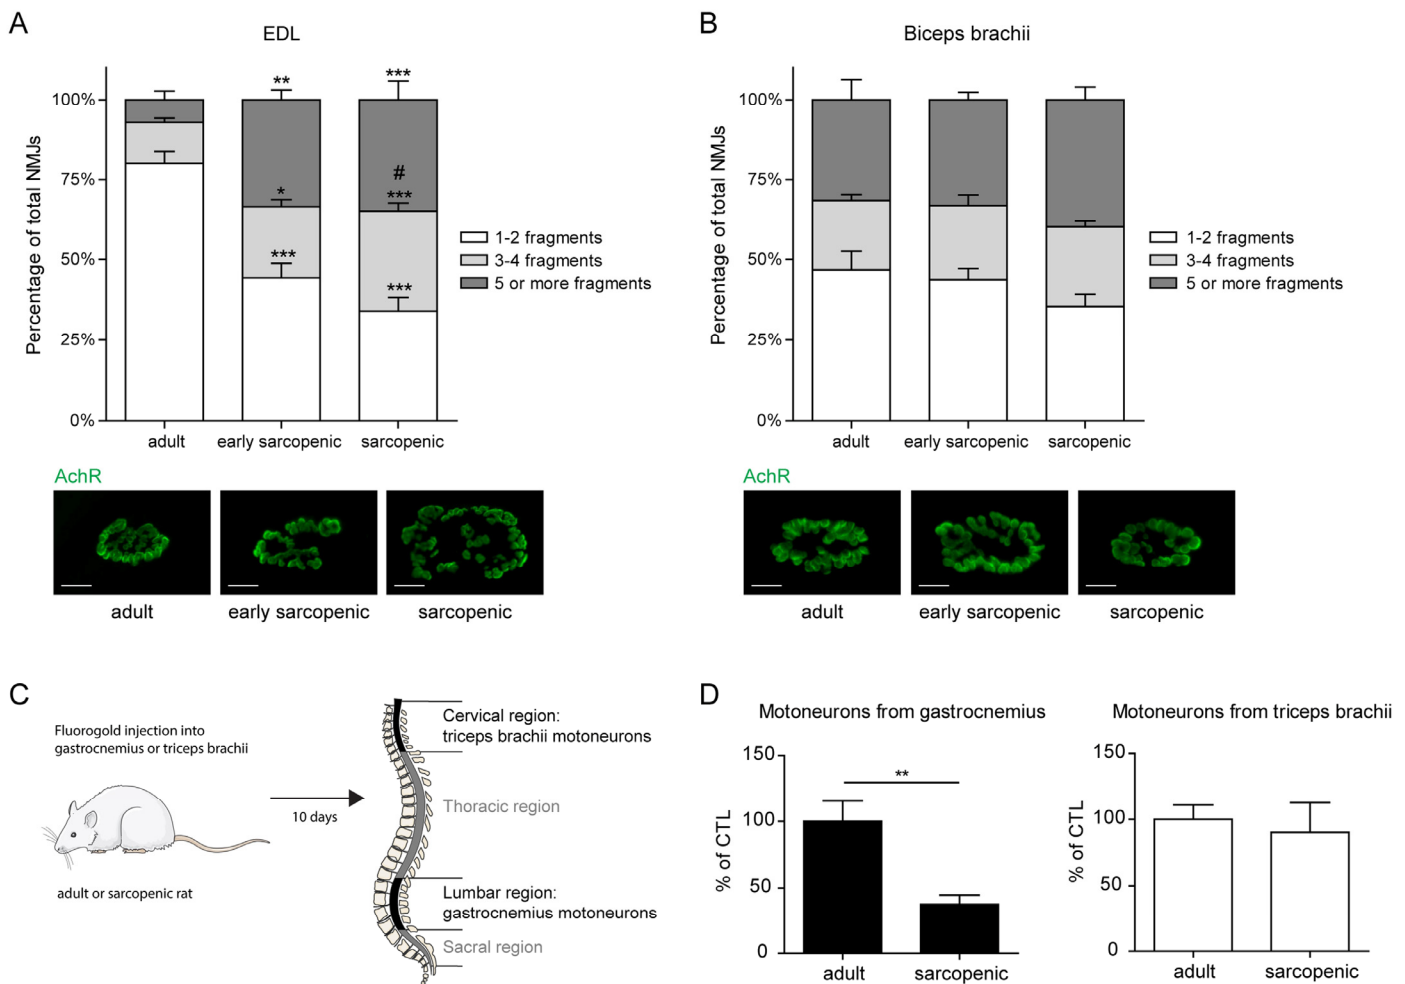 A
EDL
Percentage of total NMJs
100%
75%
50%
25%
0%
**
***
*
#
***
***
***
adult
early sarcopenic
sarcopenic
1-2 fragments
3-4 fragments
5 or more fragments
AchR
adult
early sarcopenic
sarcopenic
B
Biceps brachii
Percentage of total NMJs
100%
75%
50%
25%
0%
adult
early sarcopenic
sarcopenic
1-2 fragments
3-4 fragments
5 or more fragments
AchR
adult
early sarcopenic
sarcopenic
C
Fluorogold injection into
gastrocnemius or triceps brachii
adult or sarcopenic rat
10 days
Cervical region:
triceps brachii motoneurons
Thoracic region
Lumbar region:
gastrocnemius motoneurons
Sacral region
D
Motoneurons from gastrocnemius
% of CTL
150
100
50
0
**
adult
sarcopenic
Motoneurons from triceps brachii
% of CTL
150
100
50
0
adult
sarcopenic